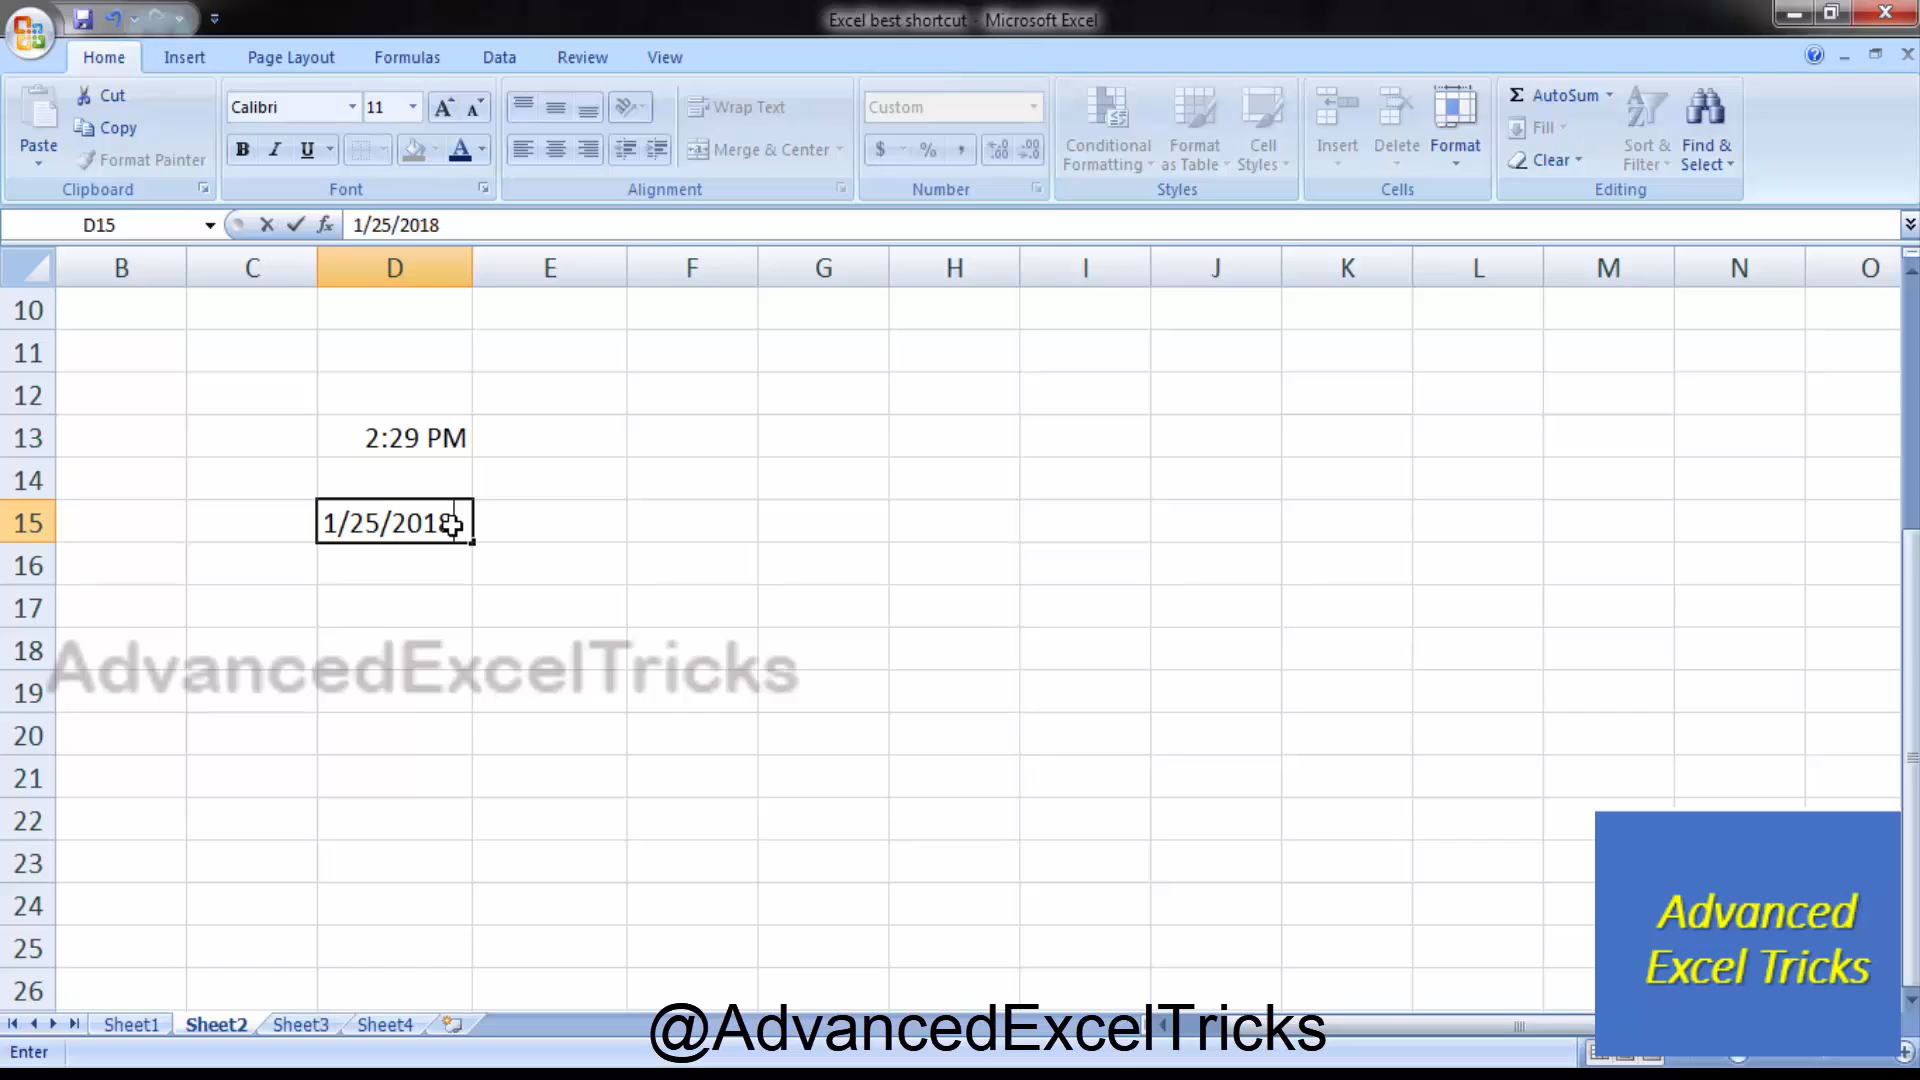 Excel best shortcut - Microsoft Excel
Home Insert Page Layout Formulas Data Review View
Paste
Cut
Copy
Format Painter
Clipboard
Calibri 11
A A
B I U A
Font
Wrap Text
Merge & Center
Alignment
Custom
$ % ,
Number
Conditional Formatting
Format as Table
Cell Styles
Styles
Insert Delete Format
Cells
Σ AutoSum
Fill
Clear
Sort & Filter
Find & Select
Editing
D15 fx 1/25/2018
B C D E F G H I J K L M N O
10
11
12
13 2:29 PM
14
15 1/25/2018
16
17
18
AdvancedExcelTricks
19
20
21
22
23
24
25
26
Advanced
Excel Tricks
Sheet1 Sheet2 Sheet3 Sheet4
@AdvancedExcelTricks
Enter